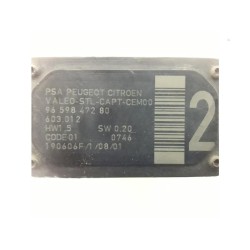 PSA PEUGEOT CITROEN
VALEO-STL-CAPT-CEM00
96 598 472 80
603.012
HW1.5 SW 0.20
CODE 01 07A6
190606F/1/08/01
2